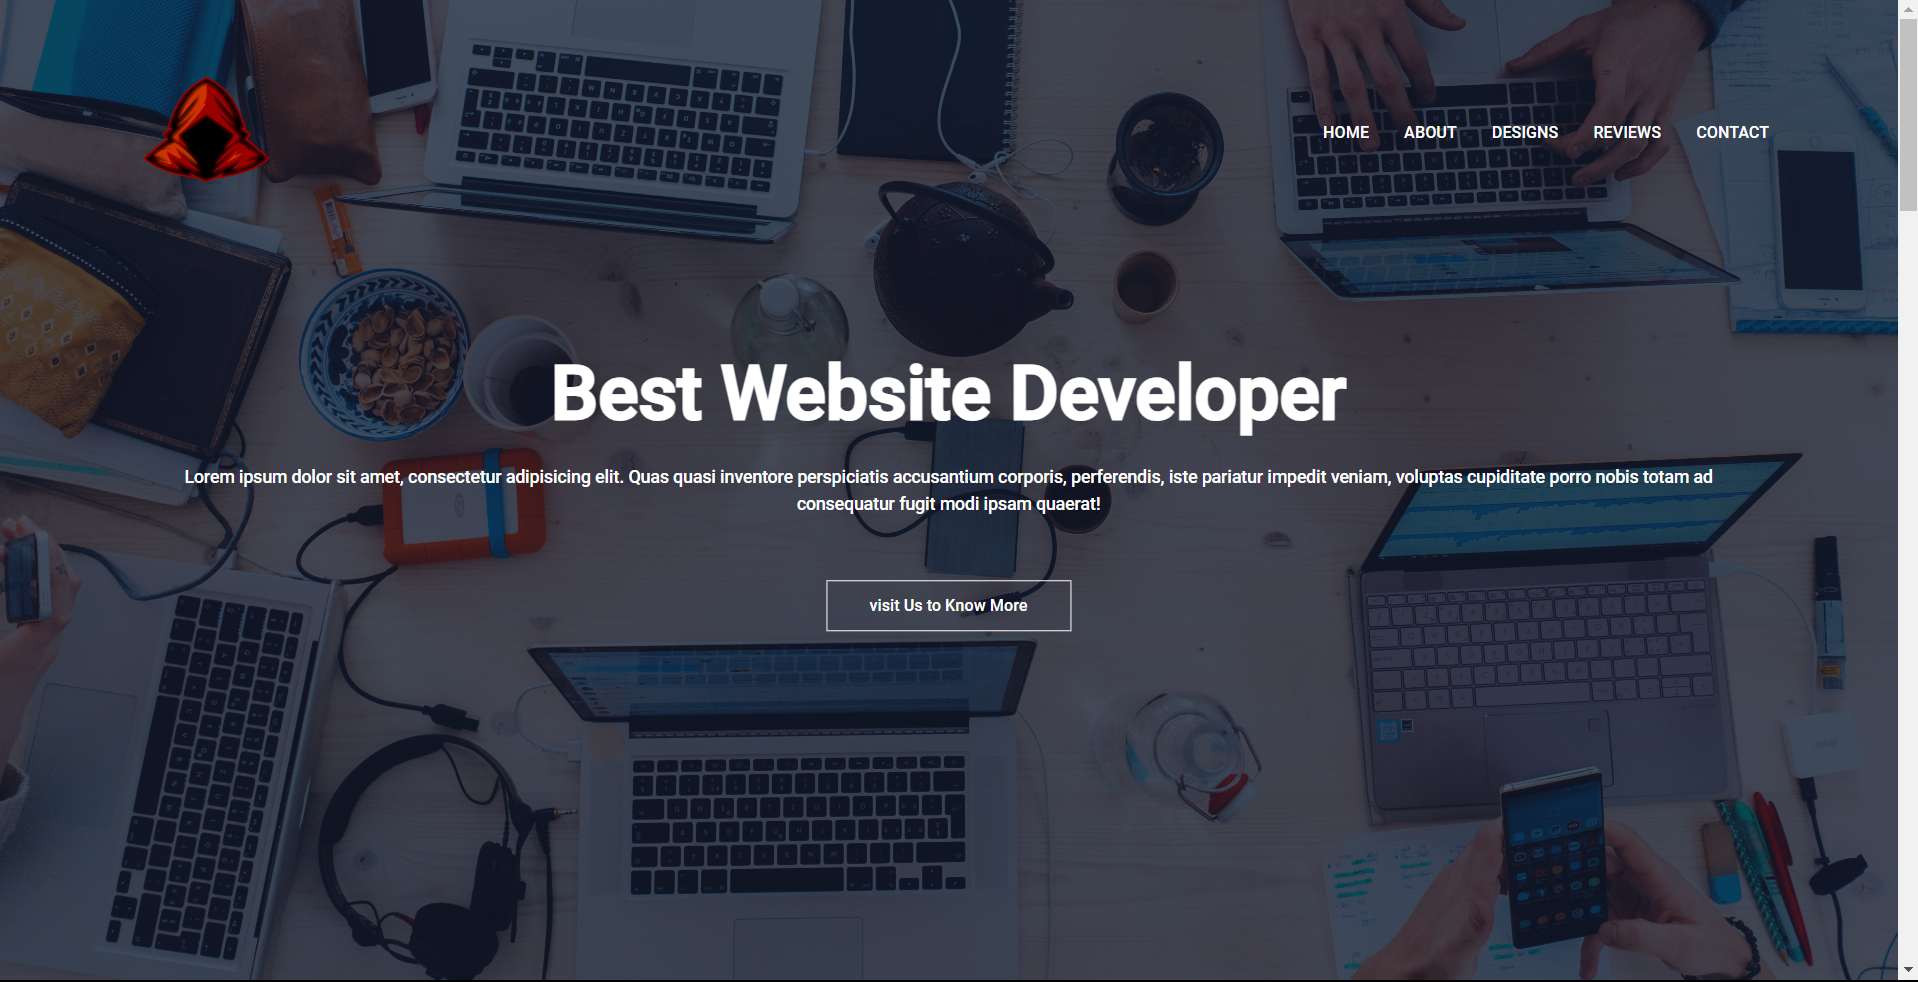 HOME ABOUT DESIGNS REVIEWS CONTACT
Best Website Developer
Lorem ipsum dolor sit amet, consectetur adipisicing elit. Quas quasi inventore perspiciatis accusantium corporis, perferendis, iste pariatur impedit veniam, voluptas cupiditate porro nobis totam ad
consequatur fugit modi ipsam quaerat!
visit Us to Know More